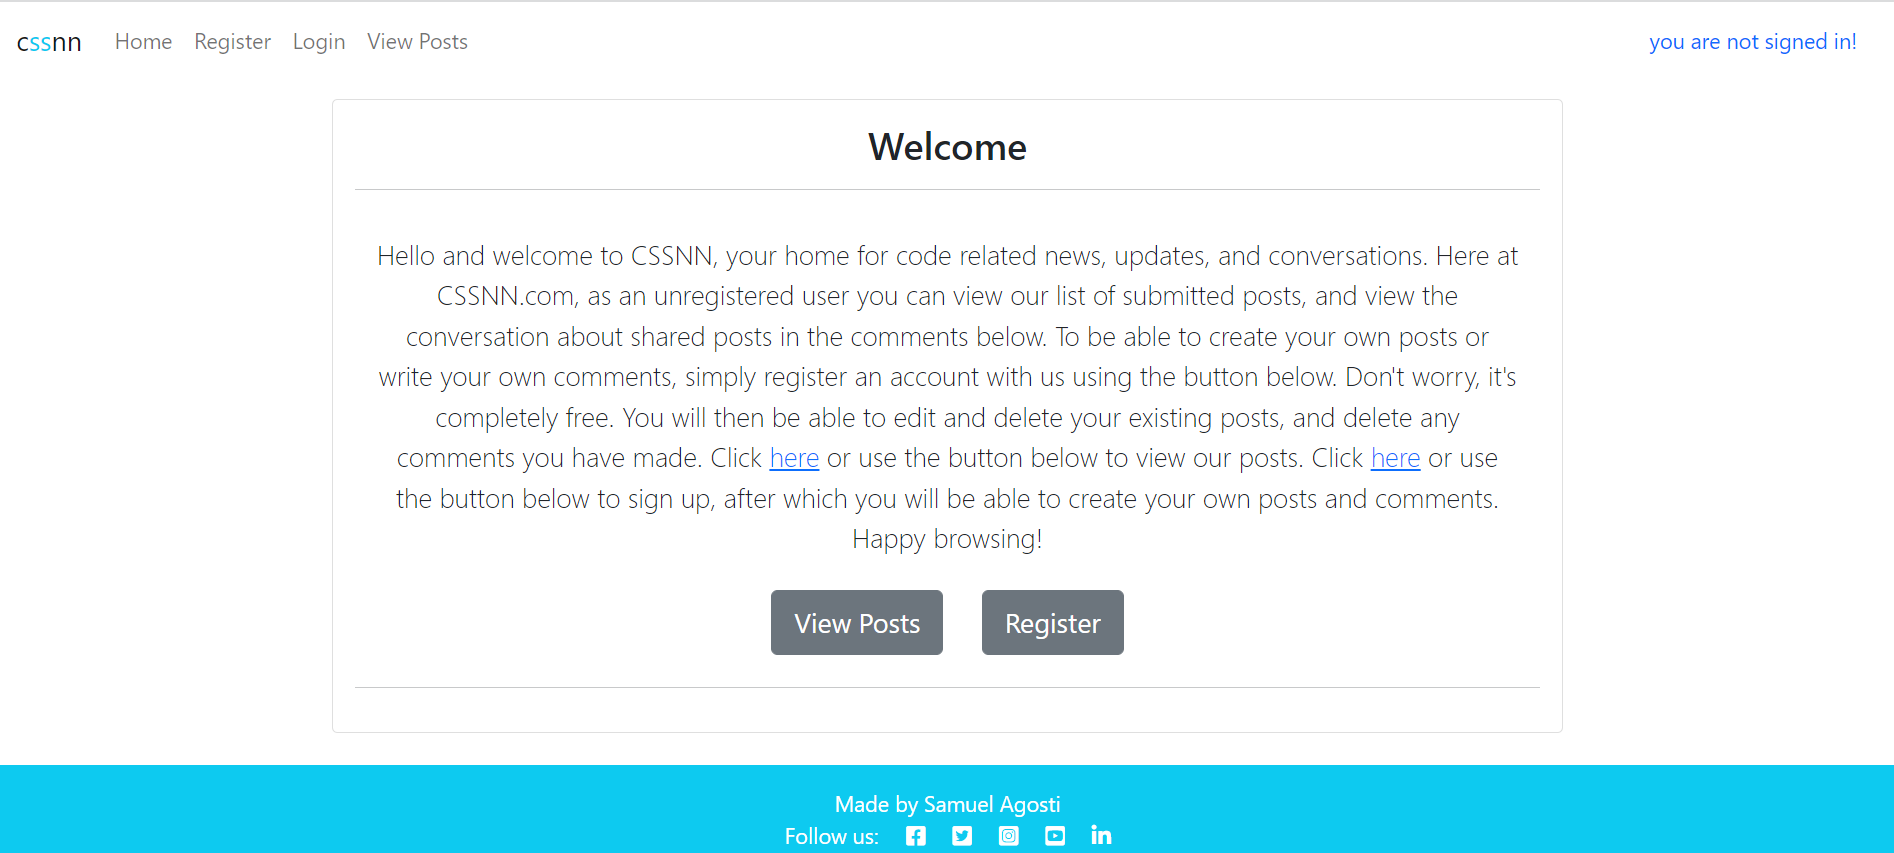 cssnn Home Register Login View Posts you are not signed in!
Welcome
Hello and welcome to CSSNN, your home for code related news, updates, and conversations. Here at
CSSNN.com, as an unregistered user you can view our list of submitted posts, and view the
conversation about shared posts in the comments below. To be able to create your own posts or
write your own comments, simply register an account with us using the button below. Don't worry, it's
completely free. You will then be able to edit and delete your existing posts, and delete any
comments you have made. Click here or use the button below to view our posts. Click here or use
the button below to sign up, after which you will be able to create your own posts and comments.
Happy browsing!
View Posts Register
Made by Samuel Agosti
Follow us: